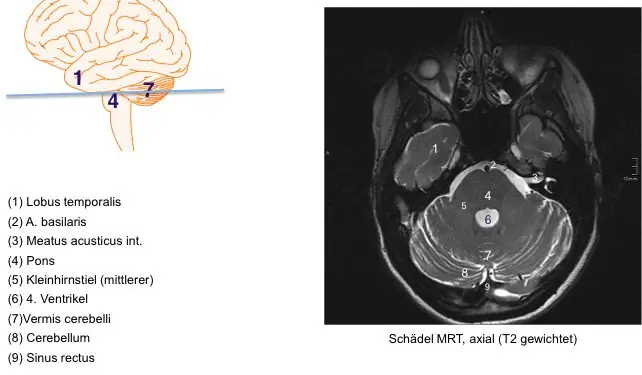 1
7
4
(1) Lobus temporalis
(2) A. basilaris
(3) Meatus acusticus int.
(4) Pons
(5) Kleinhirnstiel (mittlerer)
(6) 4. Ventrikel
(7)Vermis cerebelli
(8) Cerebellum
(9) Sinus rectus
A
A
1
2
3
10mm
4
5
6
7
8
9
Schädel MRT, axial (T2 gewichtet)